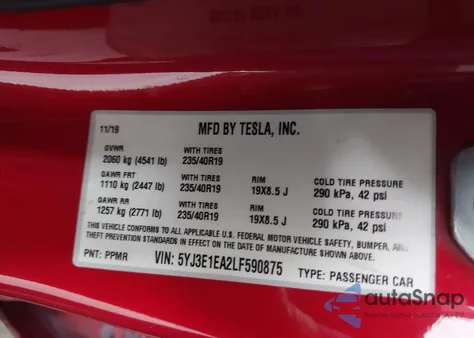 11/19 MFD BY TESLA, INC.
GVWR WITH TIRES
2060 kg (4541 lb) 235/40R19
GAWR FRT WITH TIRES RIM COLD TIRE PRESSURE
1110 kg (2447 lb) 235/40R19 19X8.5 J 290 kPa, 42 psi
GAWR RR WITH TIRES RIM COLD TIRE PRESSURE
1257 kg (2771 lb) 235/40R19 19X8.5 J 290 kPa, 42 psi
THIS VEHICLE CONFORMS TO ALL APPLICABLE U.S. FEDERAL MOTOR VEHICLE SAFETY, BUMPER, AND
THEFT PREVENTION STANDARDS IN EFFECT ON THE DATE OF MANUFACTURE SHOWN ABOVE.
PNT: PPMR VIN: 5YJ3E1EA2LF590875 TYPE: PASSENGER CAR
autoSnap